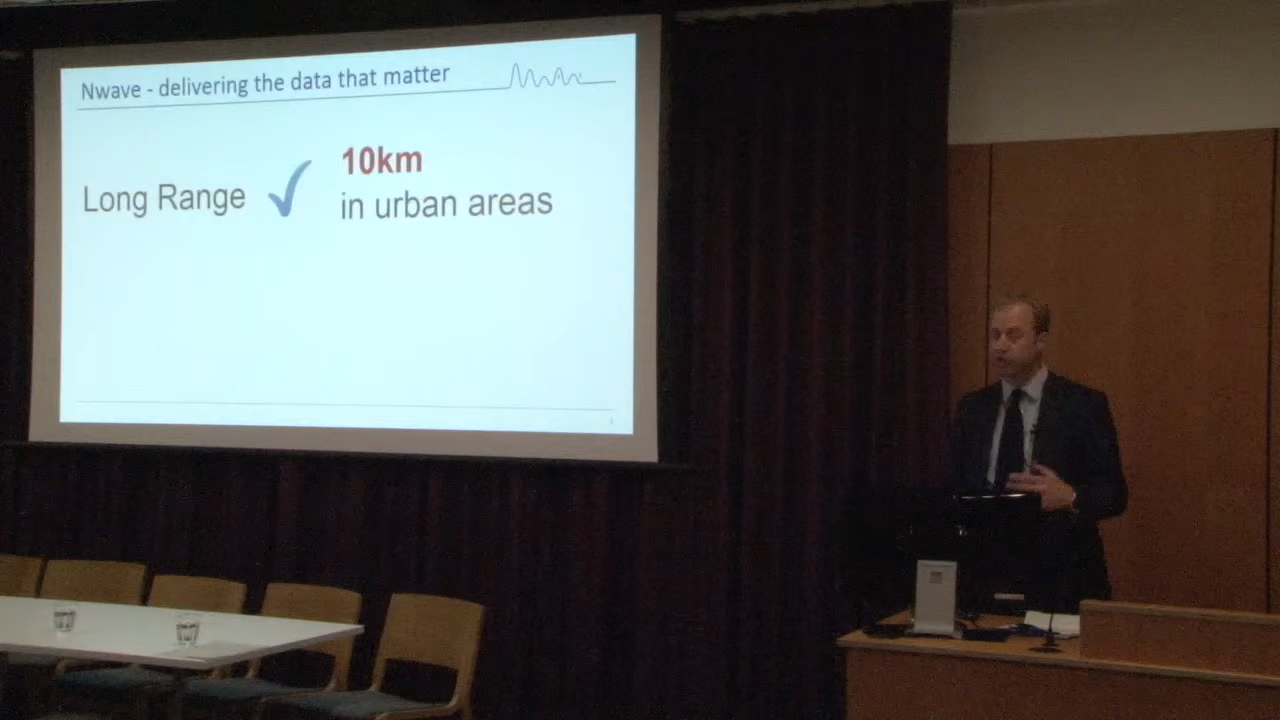 Nwave - delivering the data that matter
10km
Long Range
in urban areas